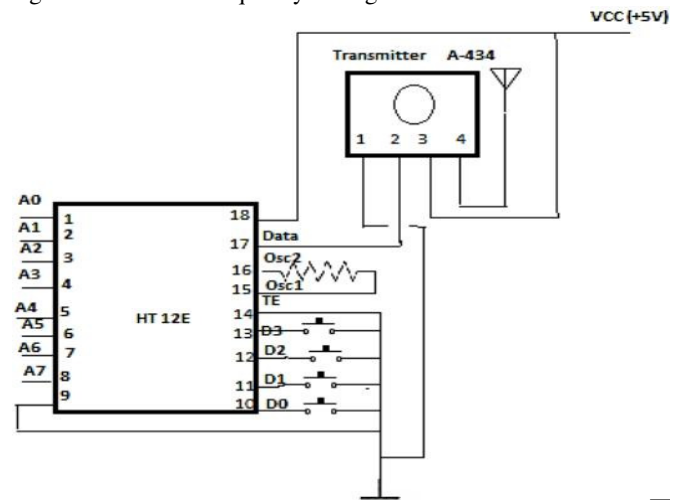 VCC (+5V)
Transmitter A-434
1 2 3 4
A0
1
A1
2
A2
3
A3
4
A4
5
A5
6
A6
7
A7
8
9
HT 12E
18
17 Data
16 Osc2
15 Osc1
14 TE
13 D3
12 D2
11 D1
10 D0